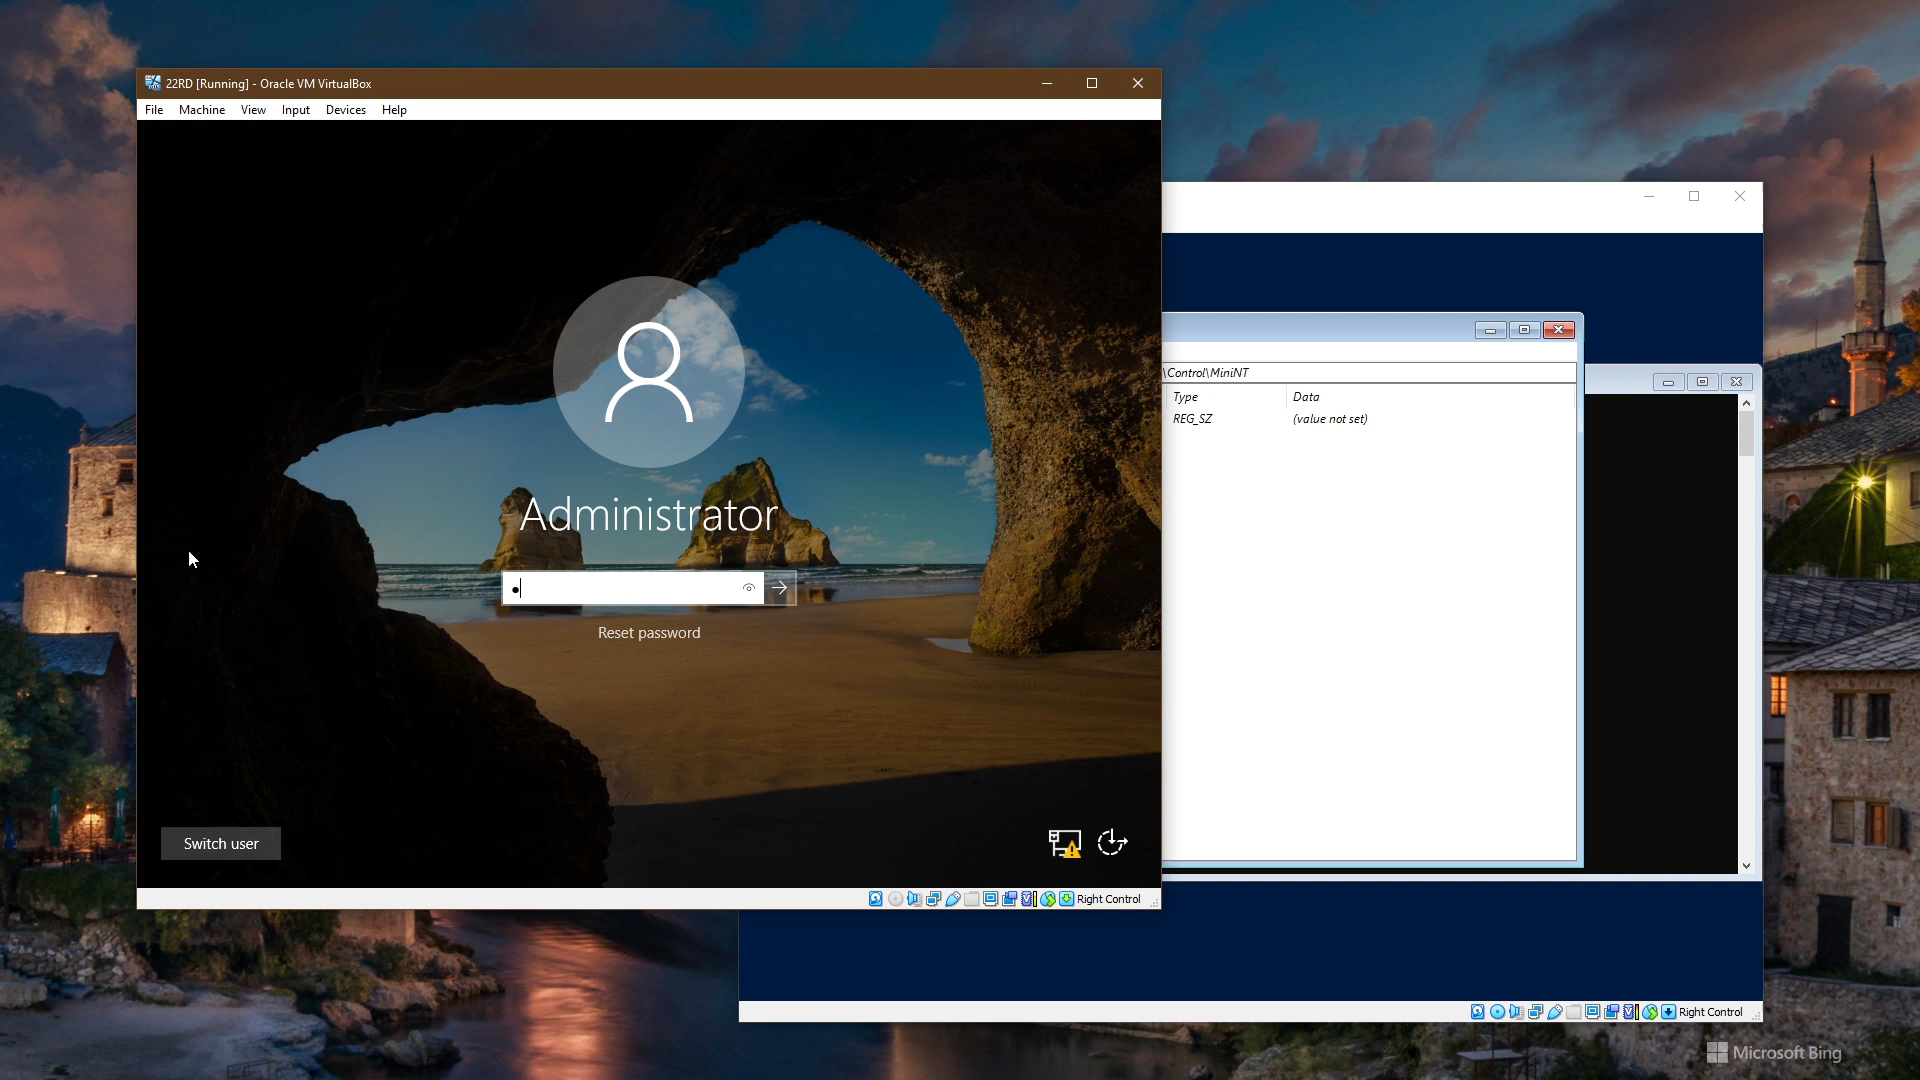 22RD [Running] - Oracle VM VirtualBox
File Machine View Input Devices Help
Administrator
Reset password
Switch user
Right Control
\Control\MiniNT
Type Data
REG_SZ (value not set)
Right Control
Microsoft Bing